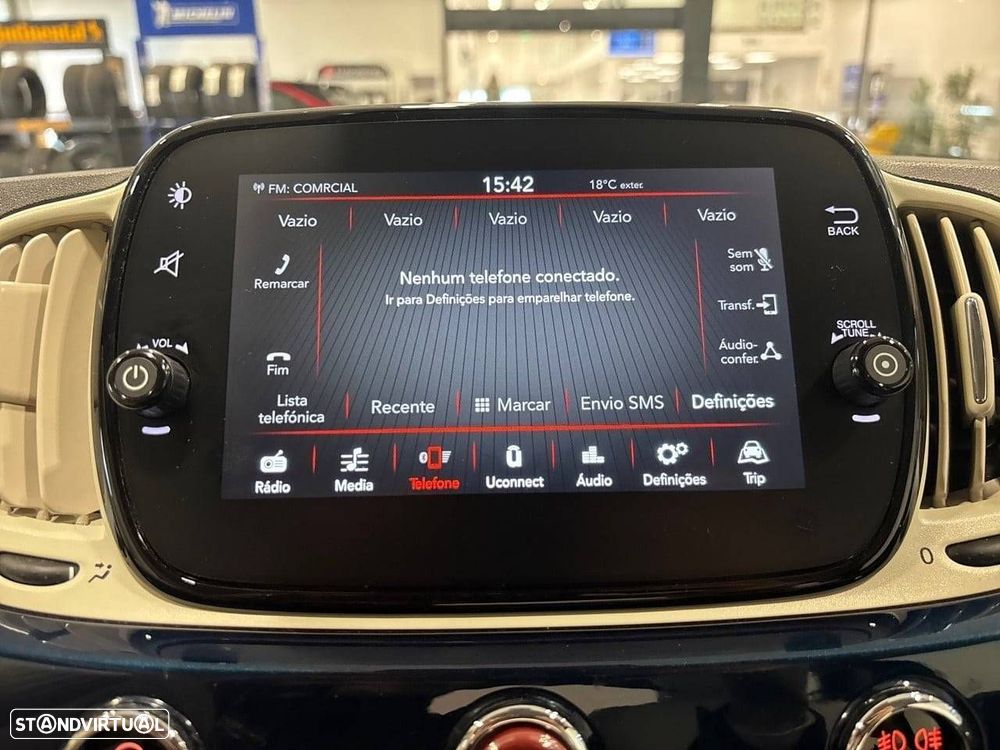 Continental
MICHELIN
FM: COMRCIAL 15:42 18°C exter.
Vazio Vazio Vazio Vazio Vazio
BACK
Remarcar
Nenhum telefone conectado.
Ir para Definições para emparelhar telefone.
Sem
som
Transf.
VOL
SCROLL
TUNE
Áudio-
confer.
Fim
Lista
telefónica
Recente
Marcar
Envio SMS
Definições
Rádio Media Telefone Uconnect Áudio Definições Trip
0
STANDVIRTUAL